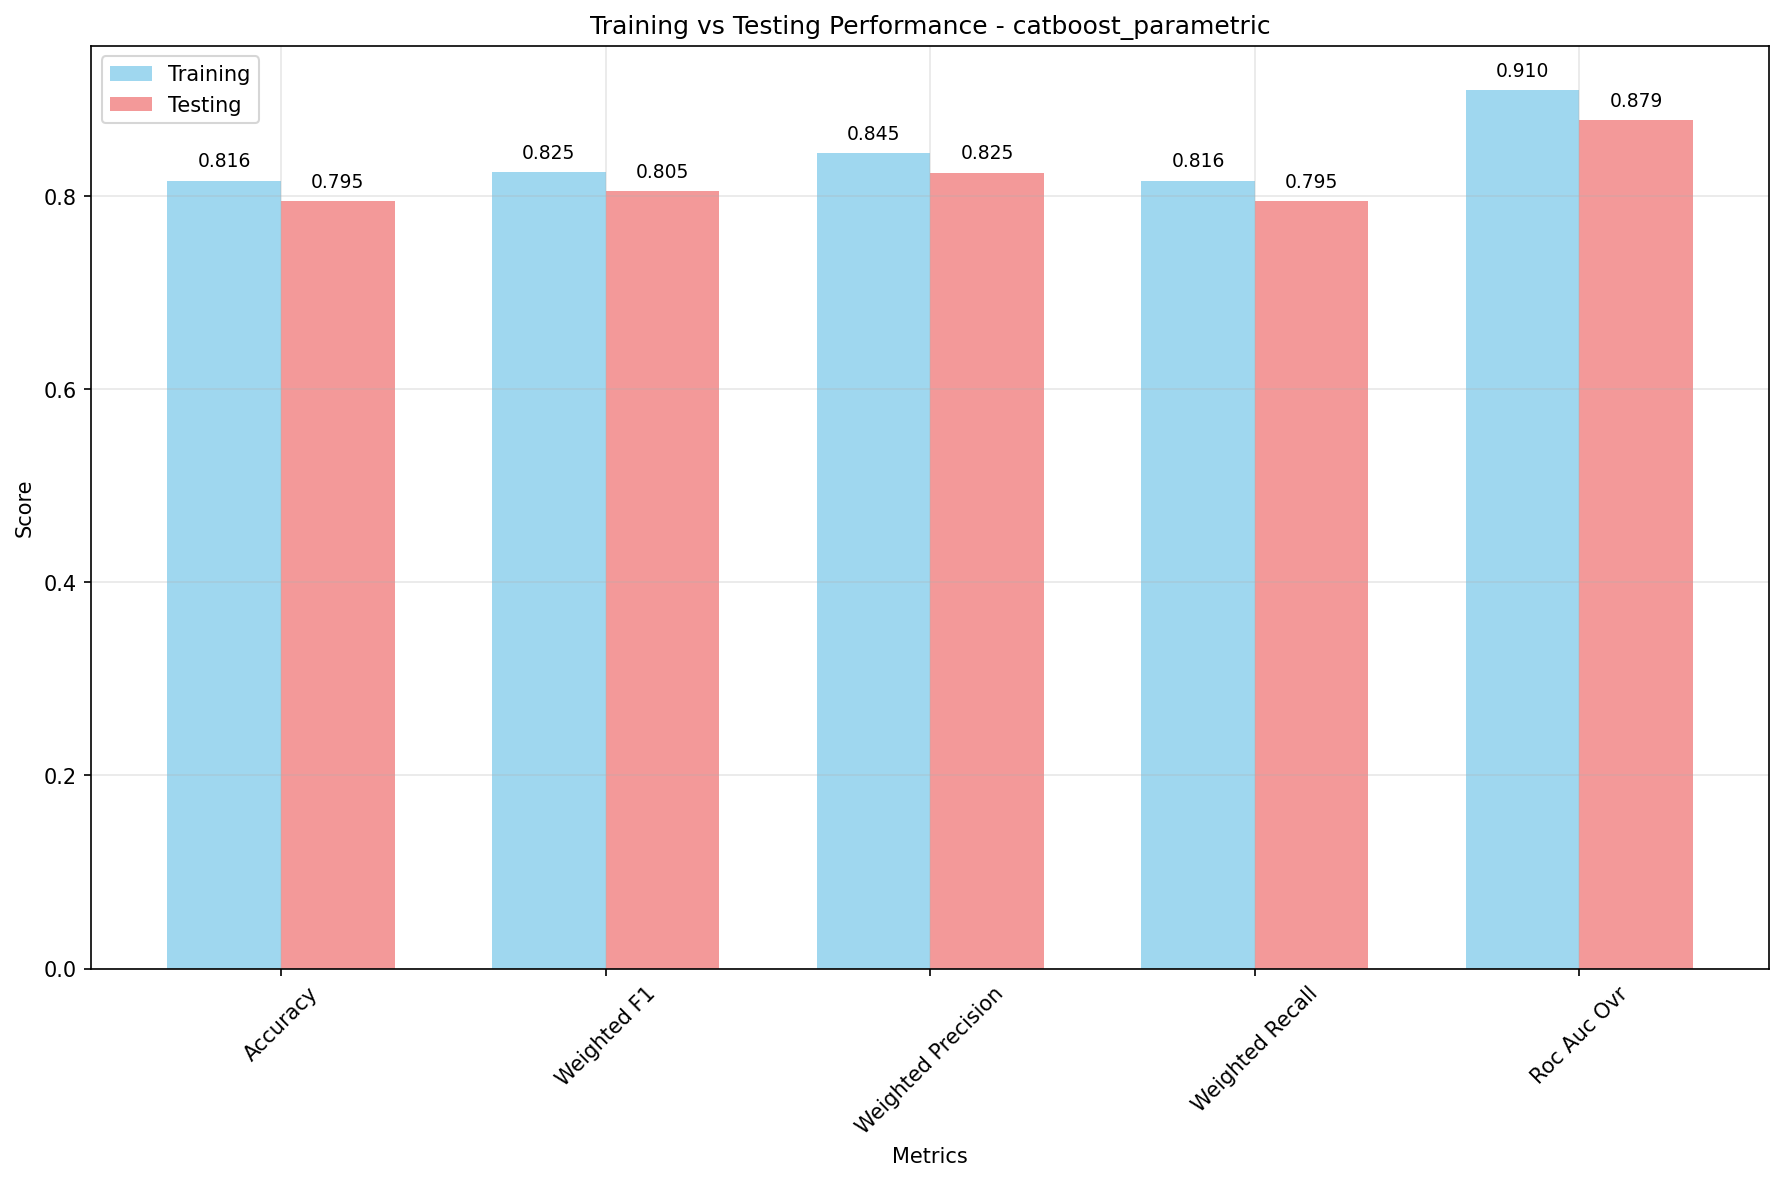 Training vs Testing Performance - catboost_parametric
Training
Testing
0.816
0.795
0.825
0.805
0.845
0.825
0.816
0.795
0.910
0.879
Score
0.8
0.6
0.4
0.2
0.0
Accuracy
Weighted F1
Weighted Precision
Weighted Recall
Roc Auc Ovr
Metrics